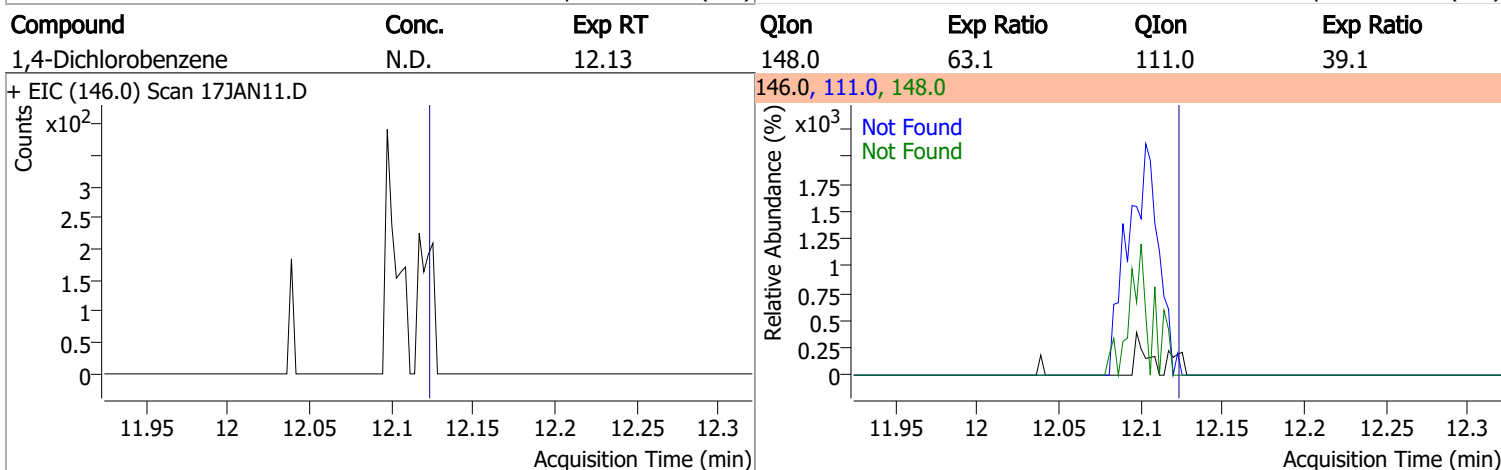 Compound Conc. Exp RT QIon Exp Ratio QIon Exp Ratio
1,4-Dichlorobenzene N.D. 12.13 148.0 63.1 111.0 39.1
+ EIC (146.0) Scan 17JAN11.D
146.0, 111.0, 148.0
Counts
x10²
3
2.5
2
1.5
1
0.5
0
11.95 12 12.05 12.1 12.15 12.2 12.25 12.3
Acquisition Time (min)
Relative Abundance (%)
x10³
Not Found
Not Found
1.75
1.5
1.25
1
0.75
0.5
0.25
0
11.95 12 12.05 12.1 12.15 12.2 12.25 12.3
Acquisition Time (min)